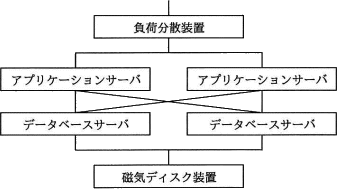 負荷分散装置
アプリケーションサーバ
アプリケーションサーバ
データベースサーバ
データベースサーバ
磁気ディスク装置